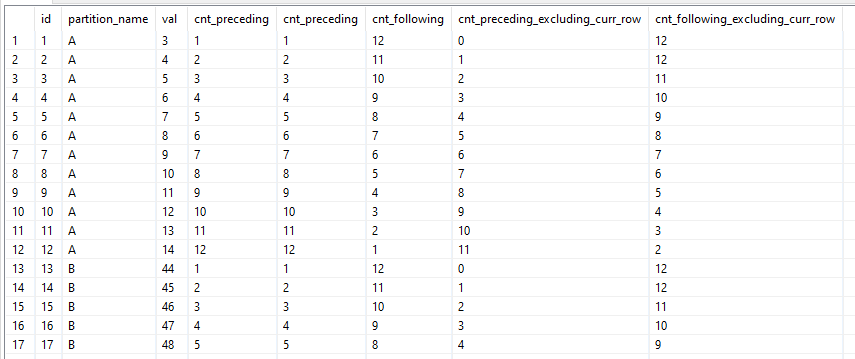 id partition_name val cnt_preceding cnt_preceding cnt_following cnt_preceding_excluding_curr_row cnt_following_excluding_curr_row
1 1 A 3 1 1 12 0 12
2 2 A 4 2 2 11 1 12
3 3 A 5 3 3 10 2 11
4 4 A 6 4 4 9 3 10
5 5 A 7 5 5 8 4 9
6 6 A 8 6 6 7 5 8
7 7 A 9 7 7 6 6 7
8 8 A 10 8 8 5 7 6
9 9 A 11 9 9 4 8 5
10 10 A 12 10 10 3 9 4
11 11 A 13 11 11 2 10 3
12 12 A 14 12 12 1 11 2
13 13 B 44 1 1 12 0 12
14 14 B 45 2 2 11 1 12
15 15 B 46 3 3 10 2 11
16 16 B 47 4 4 9 3 10
17 17 B 48 5 5 8 4 9